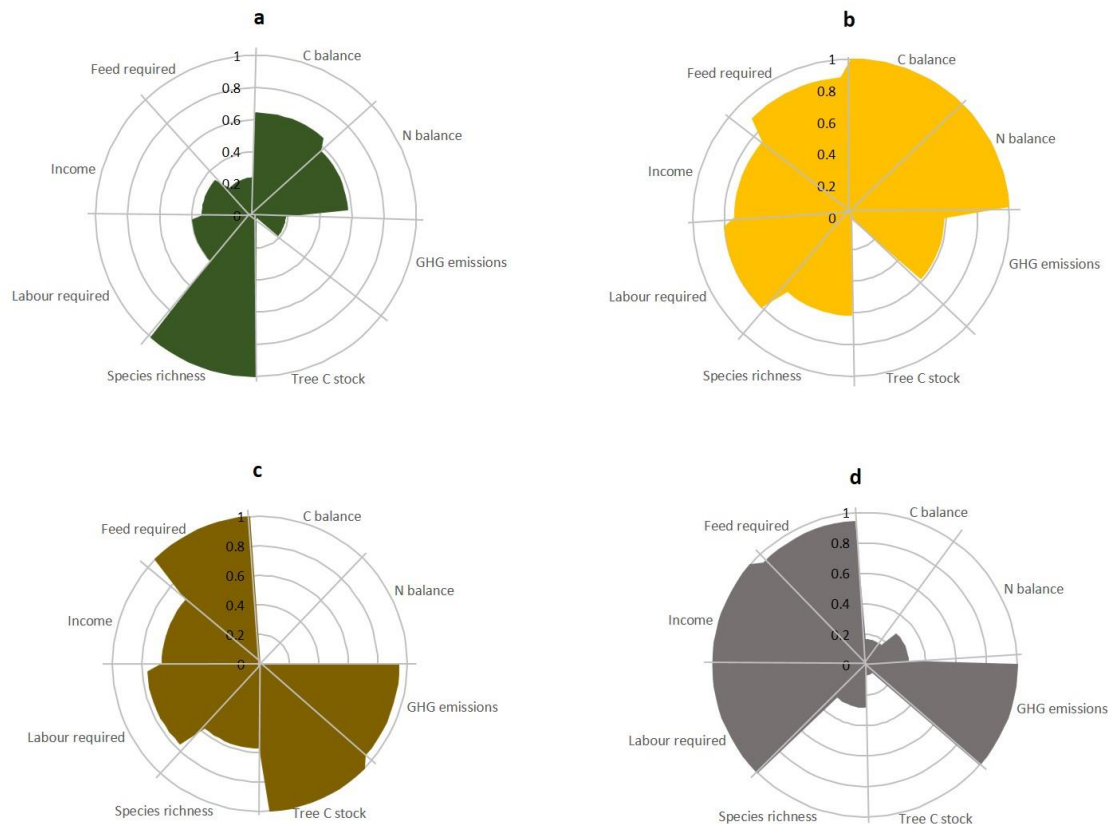 a
1
0.8
0.6
0.4
0.2
0
C balance
N balance
GHG emissions
Tree C stock
Species richness
Labour required
Income
Feed required
b
1
0.8
0.6
0.4
0.2
0
C balance
N balance
GHG emissions
Tree C stock
Species richness
Labour required
Income
Feed required
c
1
0.8
0.6
0.4
0.2
0
C balance
N balance
GHG emissions
Tree C stock
Species richness
Labour required
Income
Feed required
d
1
0.8
0.6
0.4
0.2
0
C balance
N balance
GHG emissions
Tree C stock
Species richness
Labour required
Income
Feed required